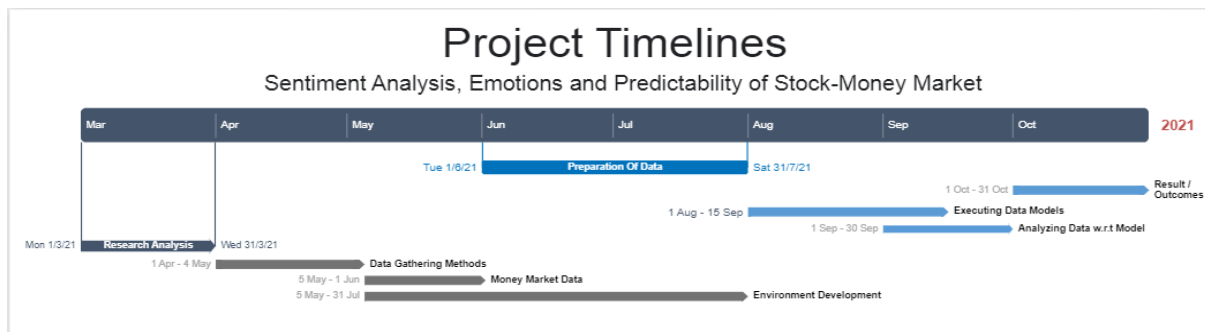 Project Timelines
Sentiment Analysis, Emotions and Predictability of Stock-Money Market
Mar Apr May Jun Jul Aug Sep Oct 2021
Tue 1/6/21 Preparation Of Data Sat 31/7/21
1 Oct - 31 Oct Result /
Outcomes
1 Aug - 15 Sep Executing Data Models
1 Sep - 30 Sep Analyzing Data w.r.t Model
Mon 1/3/21 Research Analysis Wed 31/3/21
1 Apr - 4 May Data Gathering Methods
5 May - 1 Jun Money Market Data
5 May - 31 Jul Environment Development